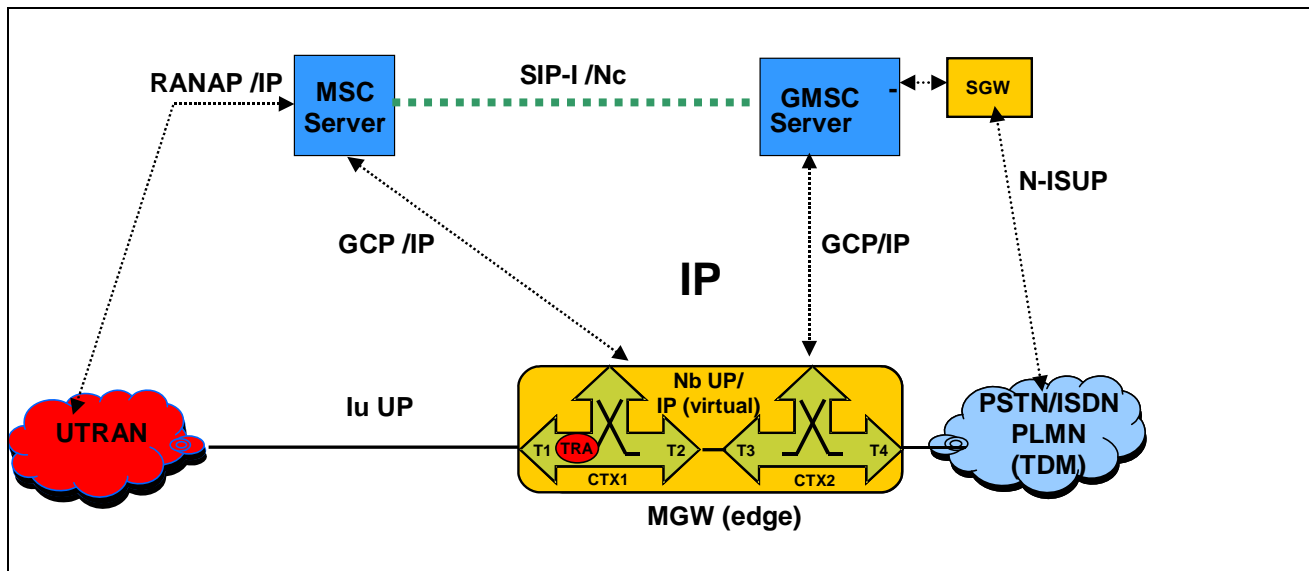 RANAP /IP
MSC
Server
SIP-I /Nc
GMSC
Server
-
SGW
N-ISUP
GCP /IP
GCP/IP
IP
Iu UP
Nb UP/
IP (virtual)
UTRAN
T1
TRA
T2
T3
T4
CTX1
CTX2
PSTN/ISDN
PLMN
(TDM)
MGW (edge)